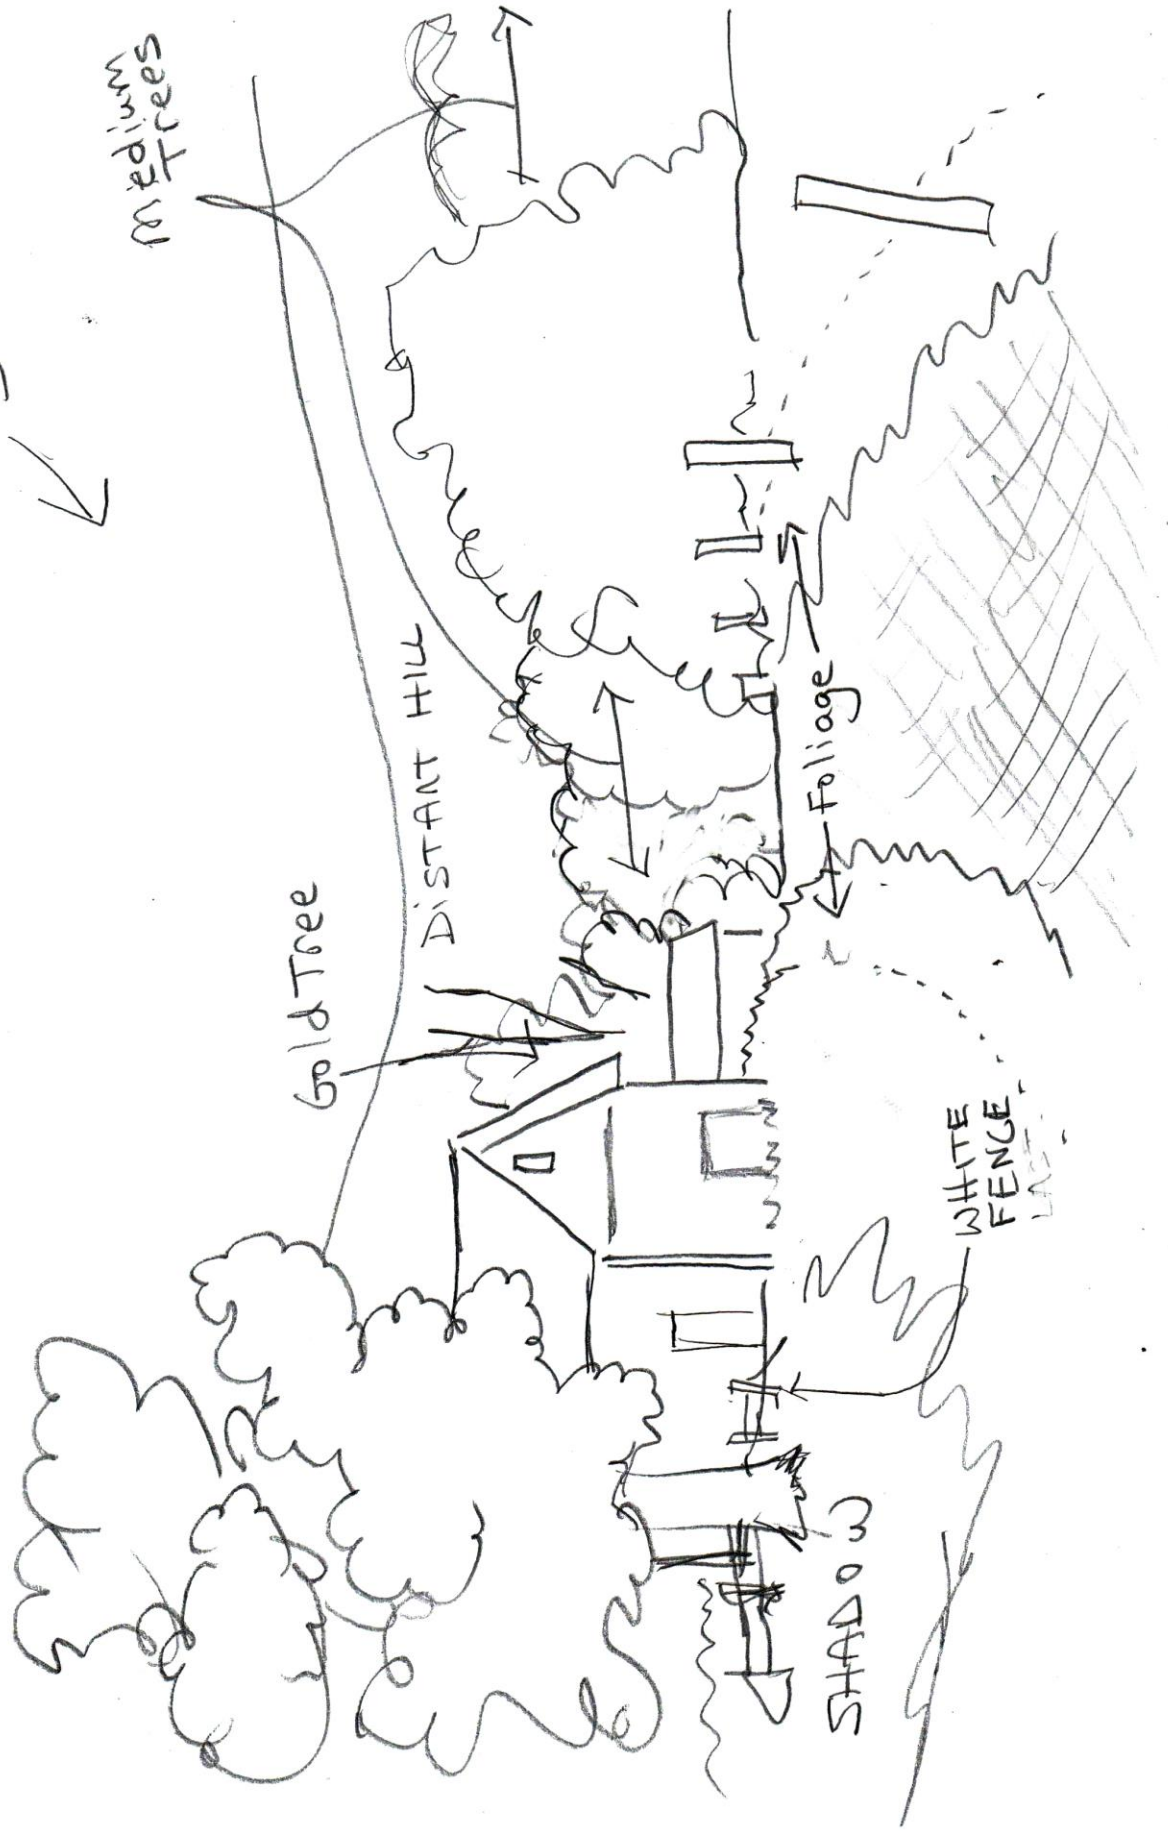 Medium
Trees
Gold Tree
DISTANT HILL
Foliage
SHADOW
WHITE
FENCE